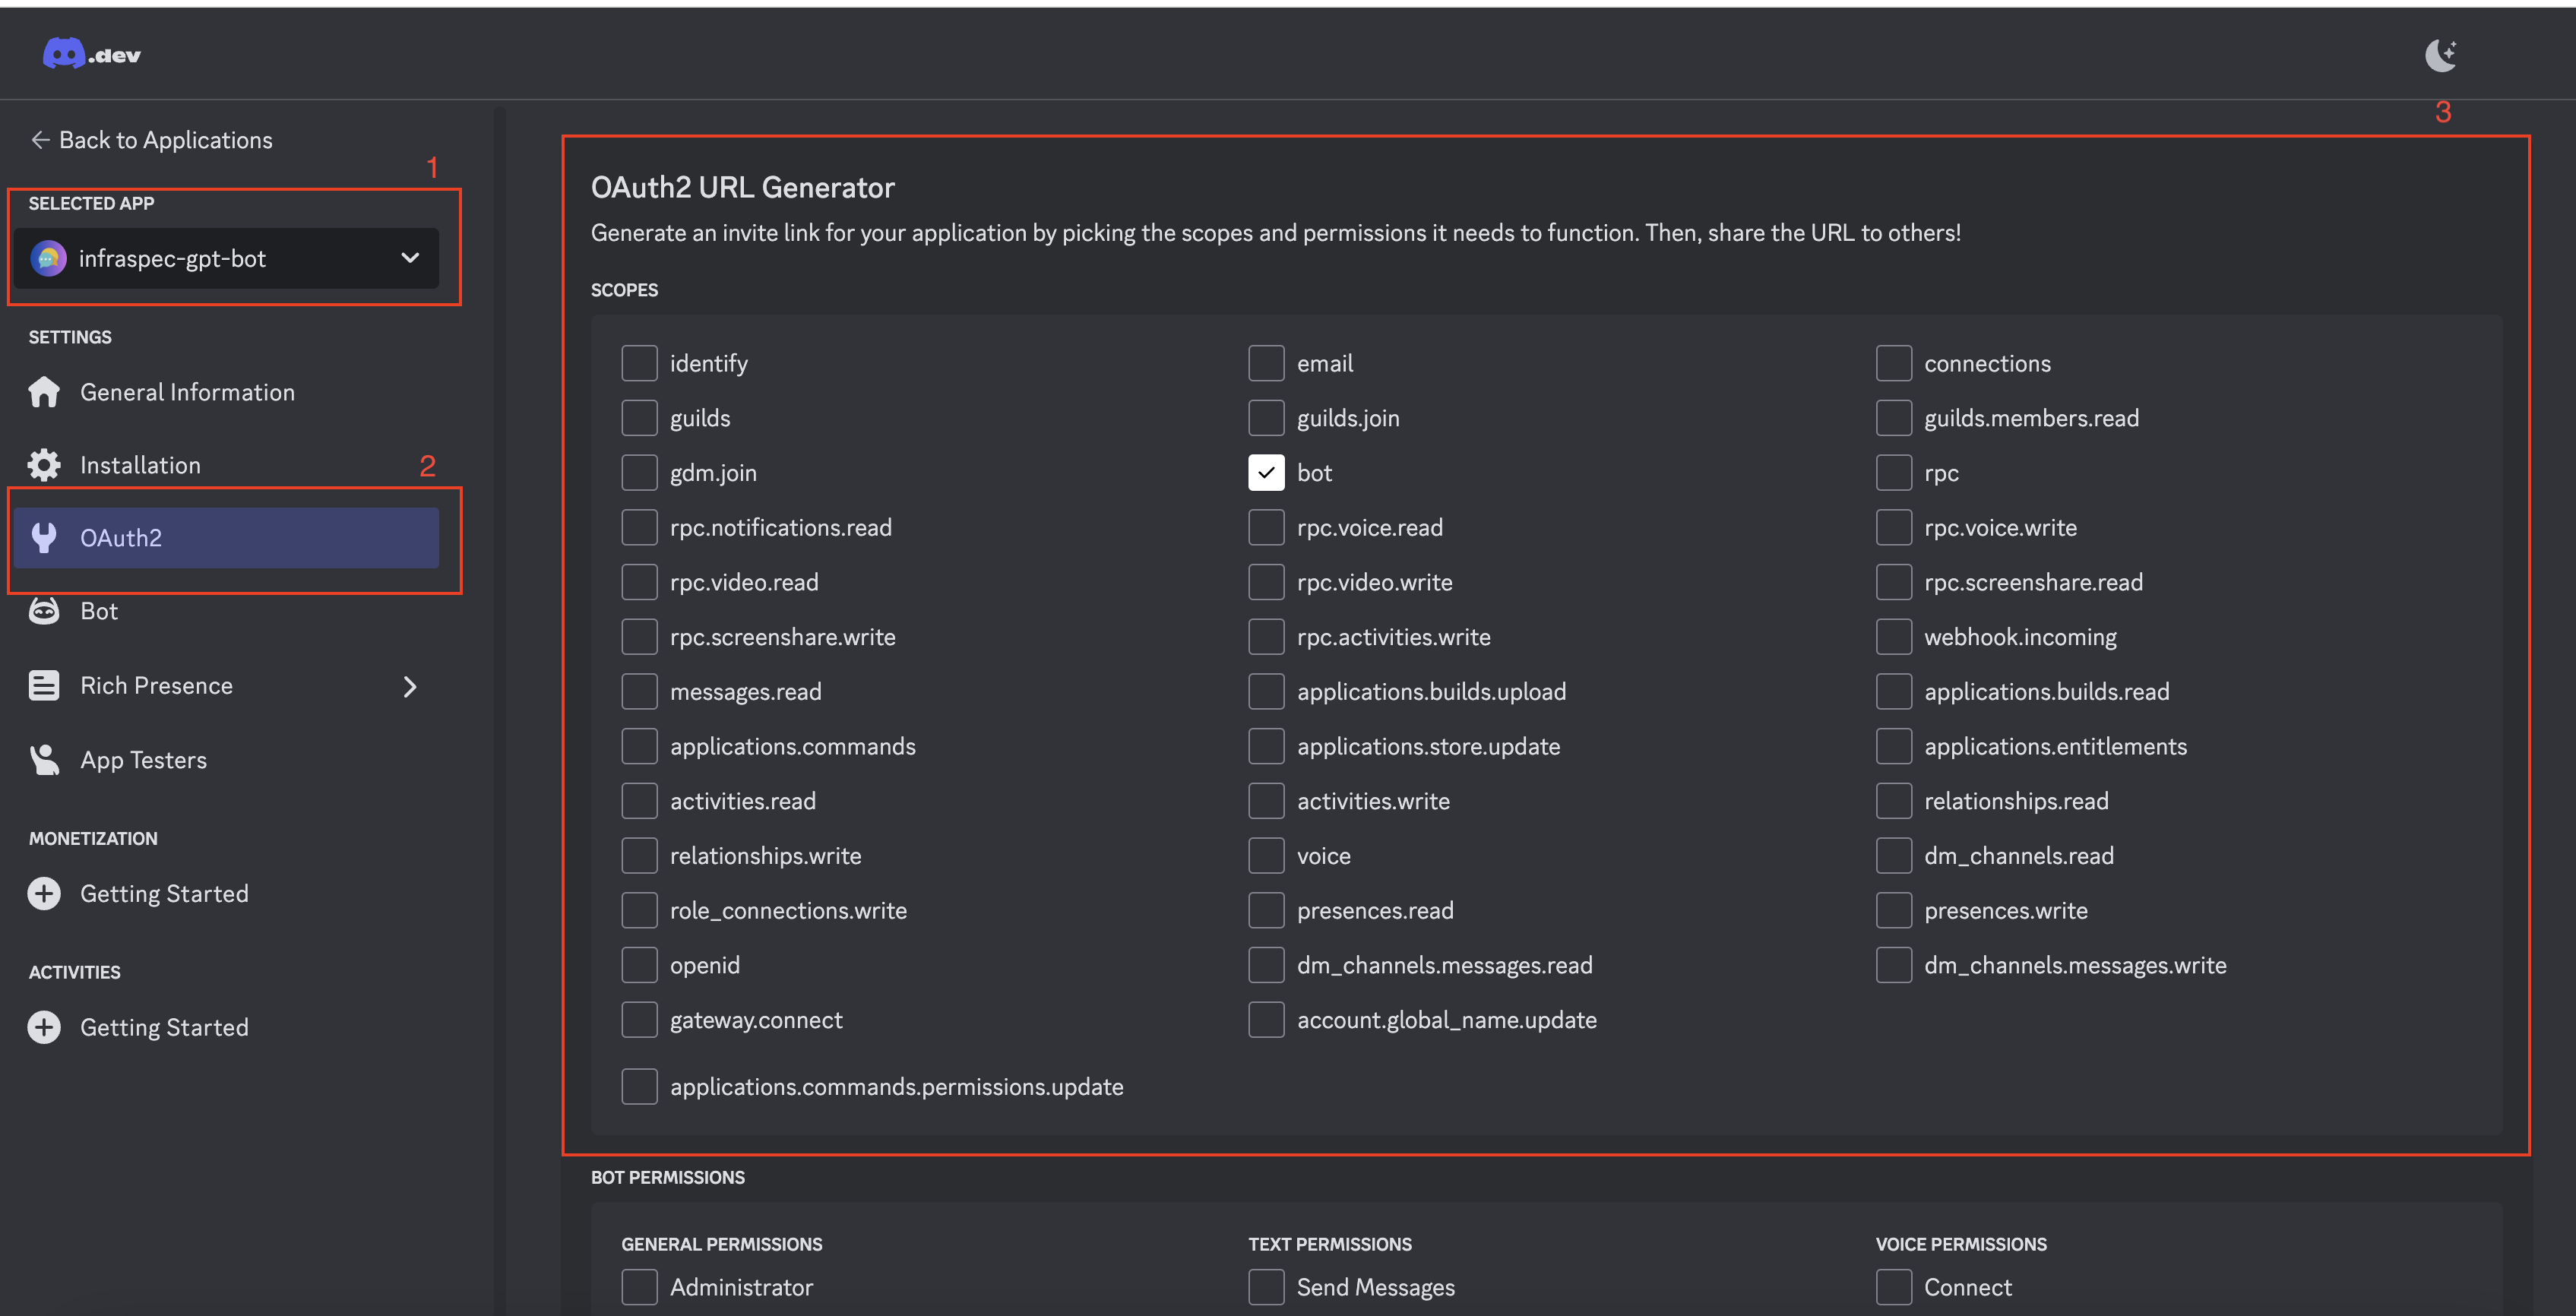 .dev
3
← Back to Applications
1
SELECTED APP
infraspec-gpt-bot
SETTINGS
General Information
Installation
2
OAuth2
Bot
Rich Presence
App Testers
MONETIZATION
Getting Started
ACTIVITIES
Getting Started
OAuth2 URL Generator
Generate an invite link for your application by picking the scopes and permissions it needs to function. Then, share the URL to others!
SCOPES
identify email connections
guilds guilds.join guilds.members.read
gdm.join bot rpc
rpc.notifications.read rpc.voice.read rpc.voice.write
rpc.video.read rpc.video.write rpc.screenshare.read
rpc.screenshare.write rpc.activities.write webhook.incoming
messages.read applications.builds.upload applications.builds.read
applications.commands applications.store.update applications.entitlements
activities.read activities.write relationships.read
relationships.write voice dm_channels.read
role_connections.write presences.read presences.write
openid dm_channels.messages.read dm_channels.messages.write
gateway.connect account.global_name.update
applications.commands.permissions.update
BOT PERMISSIONS
GENERAL PERMISSIONS TEXT PERMISSIONS VOICE PERMISSIONS
Administrator Send Messages Connect